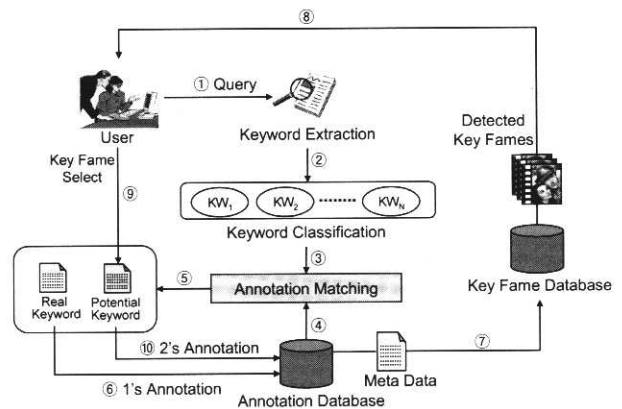 ⑧
① Query
User
Keyword Extraction
Detected
Key Fames
Key Fame
Select
②
⑨
KW₁ KW₂ ........ KWN
Keyword Classification
③
Key Fame Database
⑤
Annotation Matching
Real
Keyword
Potential
Keyword
④
⑩ 2's Annotation
⑦
Meta Data
⑥ 1's Annotation
Annotation Database